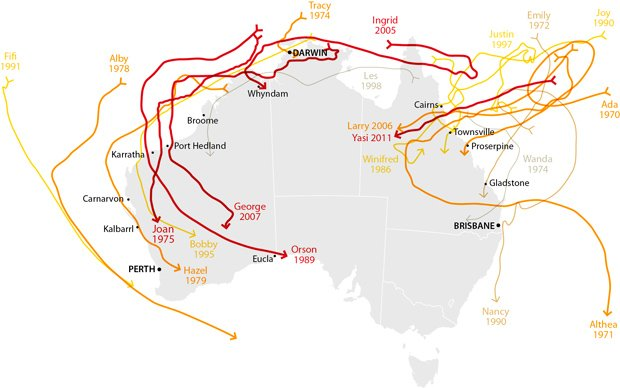 Tracy
1974
Ingrid
2005
Emily
1972
Joy
1990
Justin
1997
Fifi
1991
Alby
1978
DARWIN
Les
1998
Whyndam
Ada
1970
Cairns
Broome
Larry 2006
Yasi 2011
Townsville
Proserpine
Port Hedland
Karratha
Winifred
1986
Wanda
1974
Gladstone
Carnarvon
George
2007
Kalbarrl
Joan
1975
BRISBANE
Bobby
1995
Orson
1989
Eucla
PERTH
Hazel
1979
Nancy
1990
Althea
1971